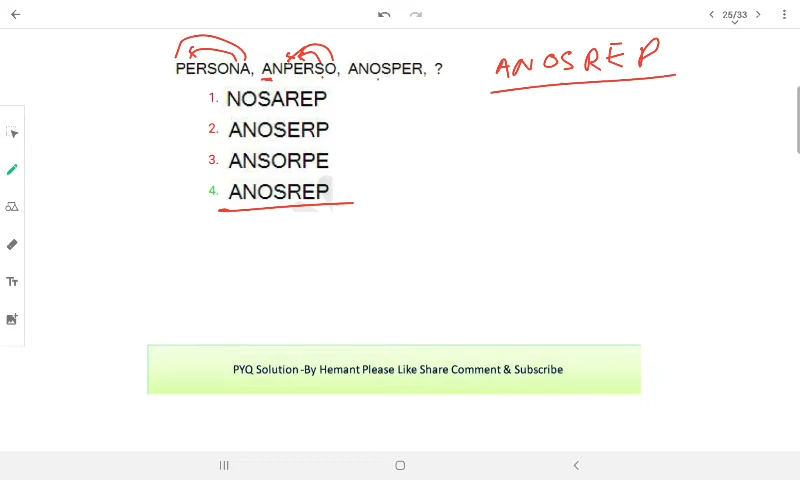 25/33
PERSONA, ANPERSO, ANOSPER, ?
ANOSREP
1. NOSAREP
2. ANOSERP
3. ANSORPE
4. ANOSREP
Tт
PYQ Solution -By Hemant Please Like Share Comment & Subscribe